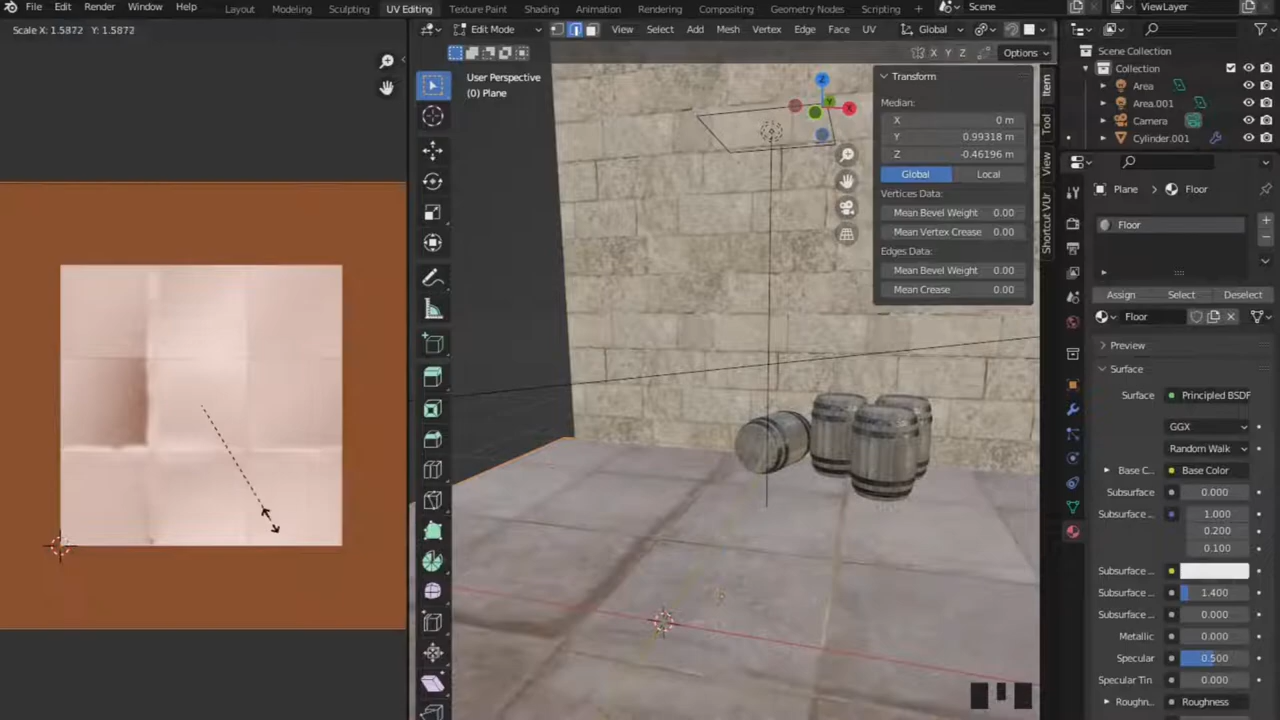 File Edit Render Window Help
Layout Modeling Sculpting UV Editing Texture Paint Shading Animation Rendering Compositing Geometry Nodes Scripting +
Scene
ViewLayer
Scale X: 1.5872 Y: 1.5872
Edit Mode View Select Add Mesh Vertex Edge Face UV Global
X Y Z Options
User Perspective
(0) Plane
Z
Y
X
Transform
Median:
X 0 m
Y 0.99318 m
Z -0.46196 m
Global Local
Vertices Data:
Mean Bevel Weight 0.00
Mean Vertex Crease 0.00
Edges Data:
Mean Bevel Weight 0.00
Mean Crease 0.00
Item
Tool
View
Shortcut VUr
Scene Collection
Collection
Area
Area.001
Camera
Cylinder.001
Plane > Floor
Floor
Assign Select Deselect
Floor
Preview
Surface
Surface Principled BSDF
GGX
Random Walk
Base C... Base Color
Subsurface 0.000
Subsurface ... 1.000
0.200
0.100
Subsurface ...
Subsurface ... 1.400
Subsurface ... 0.000
Metallic 0.000
Specular 0.500
Specular Tin 0.000
Roughn... Roughness